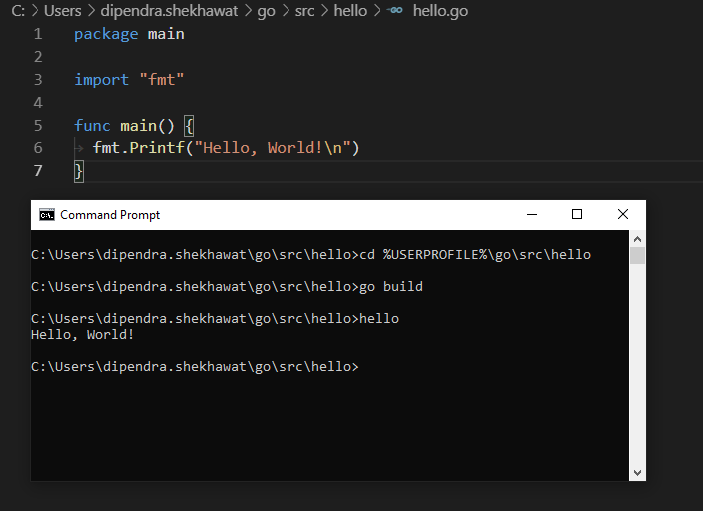 C: > Users > dipendra.shekhawat > go > src > hello > hello.go
1 package main
2
3 import "fmt"
4
5 func main() {
6 fmt.Printf("Hello, World!\n")
7 }
Command Prompt
C:\Users\dipendra.shekhawat\go\src\hello>cd %USERPROFILE%\go\src\hello
C:\Users\dipendra.shekhawat\go\src\hello>go build
C:\Users\dipendra.shekhawat\go\src\hello>hello
Hello, World!
C:\Users\dipendra.shekhawat\go\src\hello>